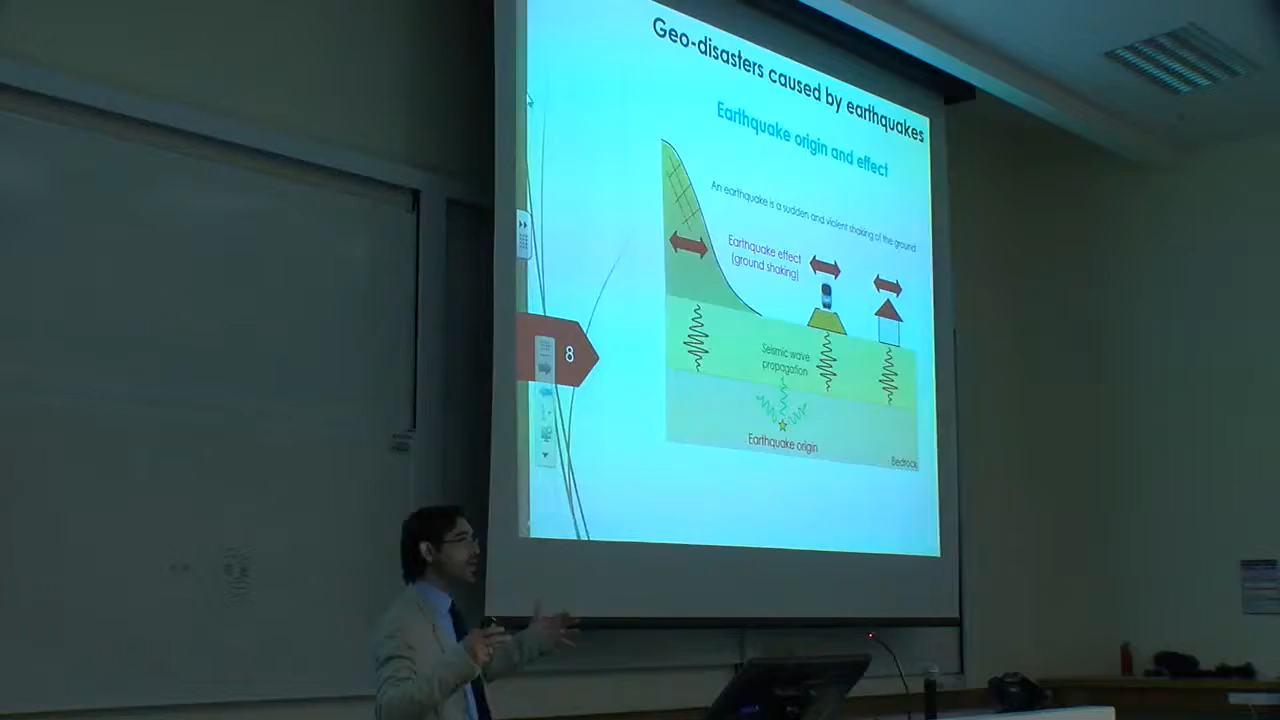 Geo-disasters caused by earthquakes
Earthquake origin and effect
An earthquake is a sudden and violent shaking of the ground
Earthquake effect
(ground shaking)
8
Seismic wave
propagation
Earthquake origin
Bedrock